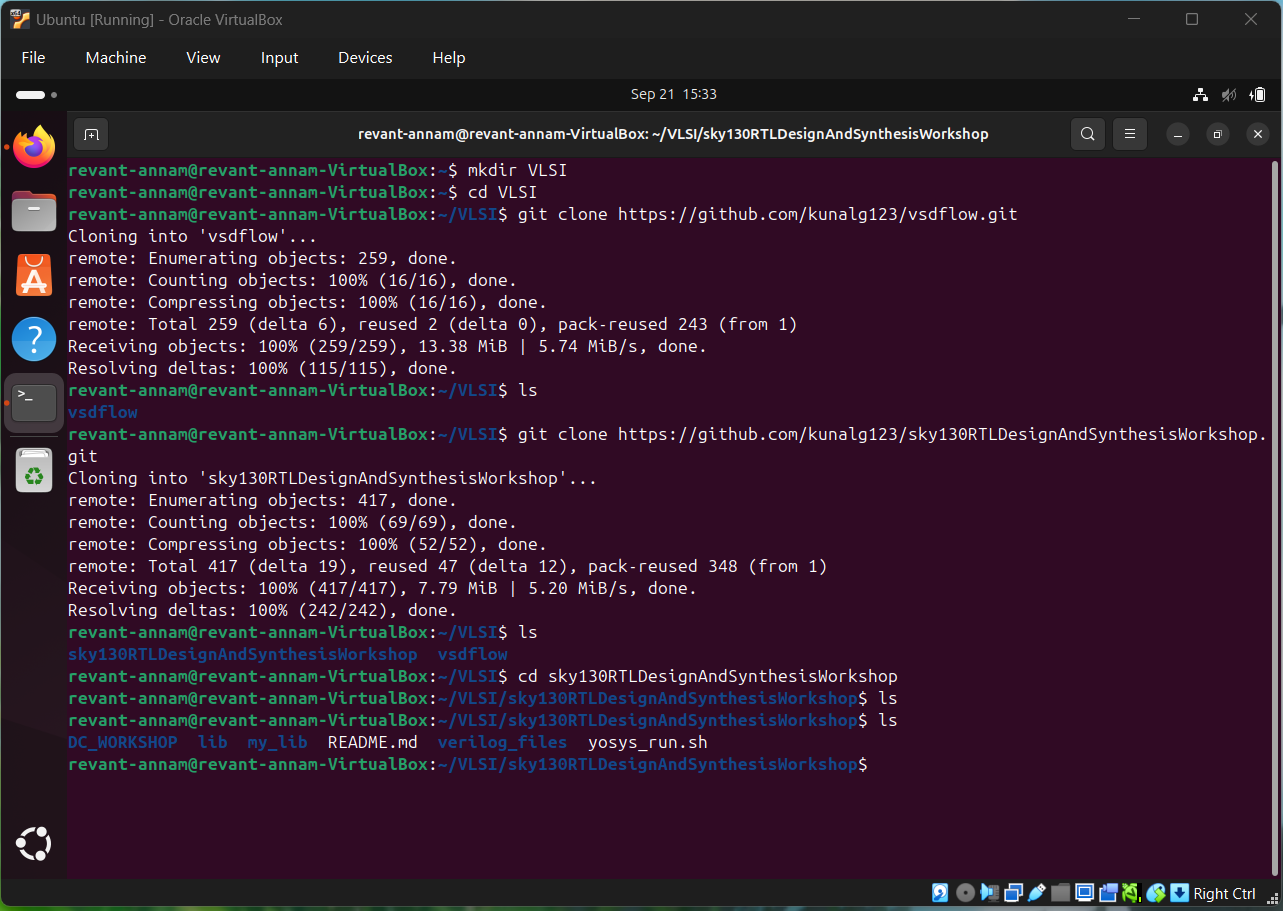 Ubuntu [Running] - Oracle VirtualBox
File Machine View Input Devices Help
Sep 21 15:33
revant-annam@revant-annam-VirtualBox: ~/VLSI/sky130RTLDesignAndSynthesisWorkshop
revant-annam@revant-annam-VirtualBox:~$ mkdir VLSI
revant-annam@revant-annam-VirtualBox:~$ cd VLSI
revant-annam@revant-annam-VirtualBox:~/VLSI$ git clone https://github.com/kunalg123/vsdflow.git
Cloning into 'vsdflow'...
remote: Enumerating objects: 259, done.
remote: Counting objects: 100% (16/16), done.
remote: Compressing objects: 100% (16/16), done.
remote: Total 259 (delta 6), reused 2 (delta 0), pack-reused 243 (from 1)
Receiving objects: 100% (259/259), 13.38 MiB | 5.74 MiB/s, done.
Resolving deltas: 100% (115/115), done.
revant-annam@revant-annam-VirtualBox:~/VLSI$ ls
vsdflow
revant-annam@revant-annam-VirtualBox:~/VLSI$ git clone https://github.com/kunalg123/sky130RTLDesignAndSynthesisWorkshop.
git
Cloning into 'sky130RTLDesignAndSynthesisWorkshop'...
remote: Enumerating objects: 417, done.
remote: Counting objects: 100% (69/69), done.
remote: Compressing objects: 100% (52/52), done.
remote: Total 417 (delta 19), reused 47 (delta 12), pack-reused 348 (from 1)
Receiving objects: 100% (417/417), 7.79 MiB | 5.20 MiB/s, done.
Resolving deltas: 100% (242/242), done.
revant-annam@revant-annam-VirtualBox:~/VLSI$ ls
sky130RTLDesignAndSynthesisWorkshop  vsdflow
revant-annam@revant-annam-VirtualBox:~/VLSI$ cd sky130RTLDesignAndSynthesisWorkshop
revant-annam@revant-annam-VirtualBox:~/VLSI/sky130RTLDesignAndSynthesisWorkshop$ ls
revant-annam@revant-annam-VirtualBox:~/VLSI/sky130RTLDesignAndSynthesisWorkshop$ ls
DC_WORKSHOP  lib  my_lib  README.md  verilog_files  yosys_run.sh
revant-annam@revant-annam-VirtualBox:~/VLSI/sky130RTLDesignAndSynthesisWorkshop$
Right Ctrl